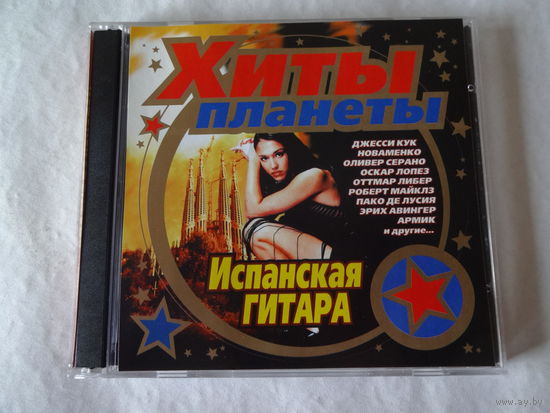 Хиты
планеты
ДЖЕССИ КУК
НОВАМЕНКО
ОЛИВЕР СЕРАНО
ОСКАР ЛОПЕЗ
ОТТМАР ЛИБЕР
РОБЕРТ МАЙКЛЗ
ПАКО ДЕ ЛУСИЯ
ЭРИХ АВИНГЕР
АРМИК
и другие...
Испанская
ГИТАРА
www.ay.by